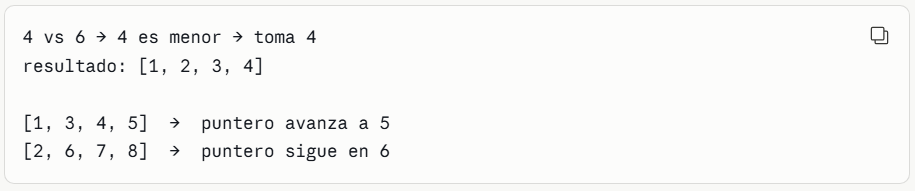 4 vs 6 → 4 es menor → toma 4
resultado: [1, 2, 3, 4]
[1, 3, 4, 5]  →  puntero avanza a 5
[2, 6, 7, 8]  →  puntero sigue en 6